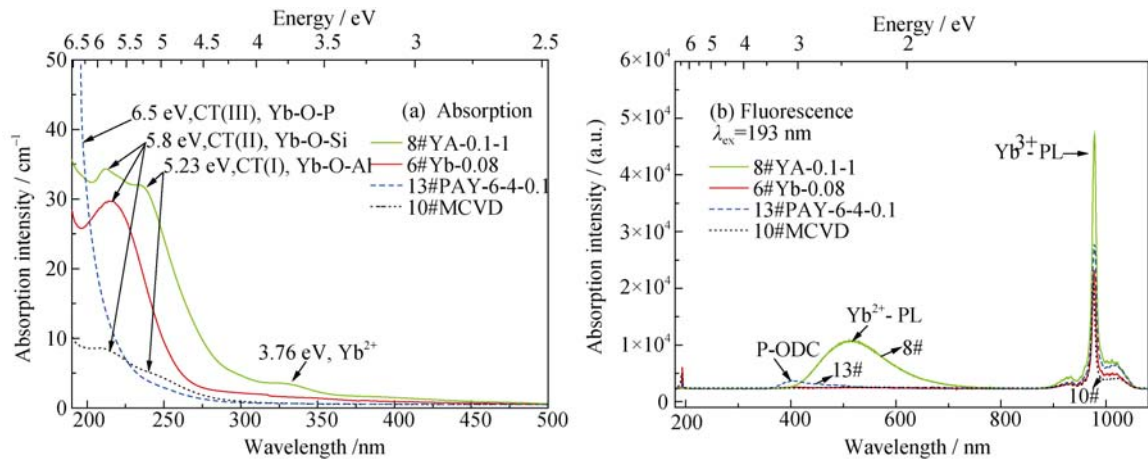 Energy / eV
6.5 6 5.5 5 4.5 4 3.5 3 2.5
50
40
30
20
10
0
Absorption intensity / cm⁻¹
(a) Absorption
6.5 eV,CT(III), Yb-O-P
5.8 eV,CT(II), Yb-O-Si
5.23 eV,CT(I), Yb-O-Al
8#YA-0.1-1
6#Yb-0.08
13#PAY-6-4-0.1
10#MCVD
3.76 eV, Yb²⁺
200 250 300 350 400 450 500
Wavelength /nm
Energy / eV
6 5 4 3 2
6×10⁴
5×10⁴
4×10⁴
3×10⁴
2×10⁴
1×10⁴
0
Absorption intensity / (a.u.)
(b) Fluorescence
λex=193 nm
8#YA-0.1-1
6#Yb-0.08
13#PAY-6-4-0.1
10#MCVD
Yb³⁺- PL
Yb²⁺- PL
P-ODC
8#
13#
10#
200 400 600 800 1000
Wavelength /nm